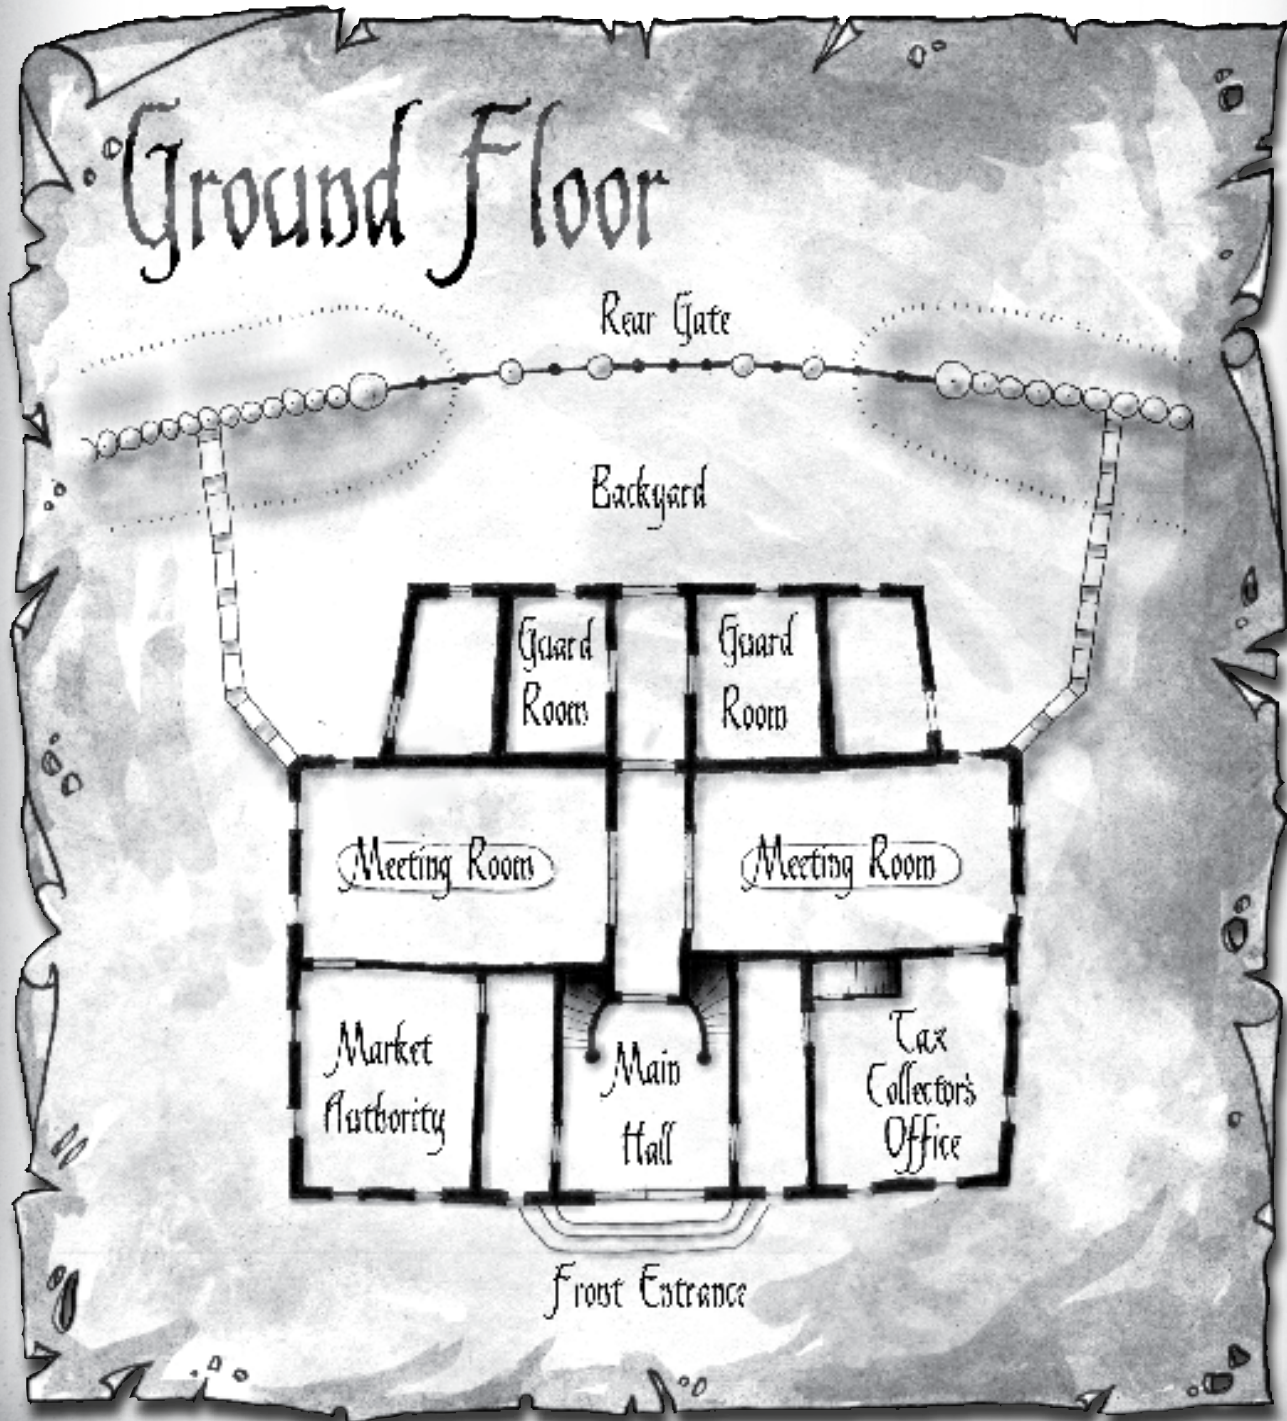 Ground Floor
Rear Gate
Backyard
Guard
Room
Guard
Room
Meeting Room
Meeting Room
Market
Authority
Main
Hall
Tax
Collector's
Office
Front Entrance